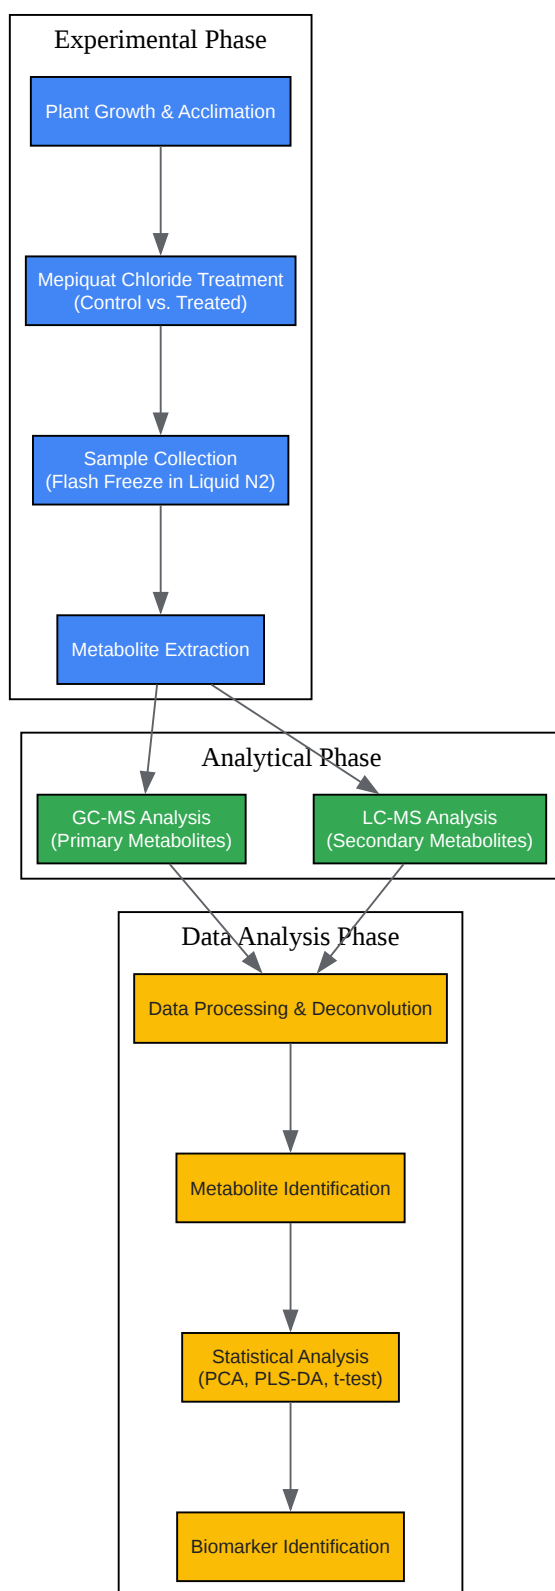 Experimental Phase
Plant Growth & Acclimation
Mepiquat Chloride Treatment
(Control vs. Treated)
Sample Collection
(Flash Freeze in Liquid N2)
Metabolite Extraction
Analytical Phase
GC-MS Analysis
(Primary Metabolites)
LC-MS Analysis
(Secondary Metabolites)
Data Analysis Phase
Data Processing & Deconvolution
Metabolite Identification
Statistical Analysis
(PCA, PLS-DA, t-test)
Biomarker Identification